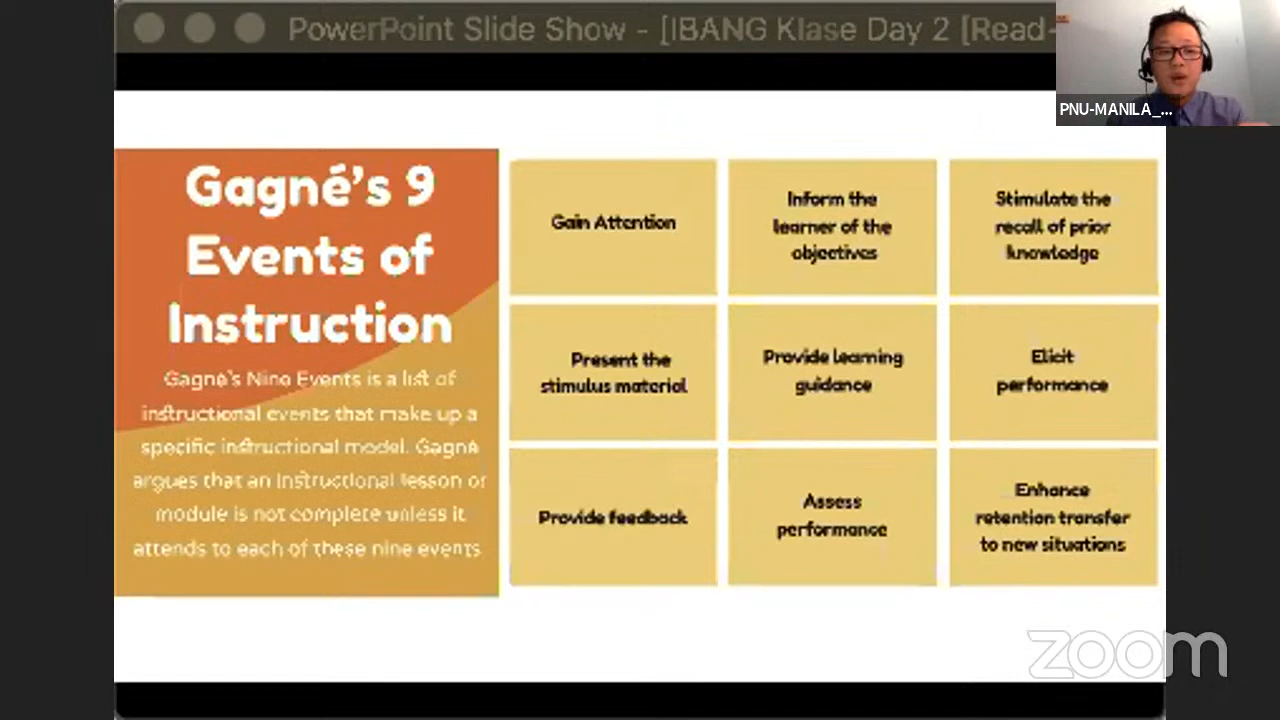 PowerPoint Slide Show - [IBANG Klase Day 2 [Read-
PNU-MANILA_...
Gagné's 9
Events of
Instruction
Gagné's Nine Events is a list of
instructional events that make up a
specific instructional model. Gagné
argues that an instructional lesson or
module is not complete unless it
attends to each of these nine events
Gain Attention
Inform the
learner of the
objectives
Stimulate the
recall of prior
knowledge
Present the
stimulus material
Provide learning
guidance
Elicit
performance
Provide feedback
Assess
performance
Enhance
retention transfer
to new situations
zoom